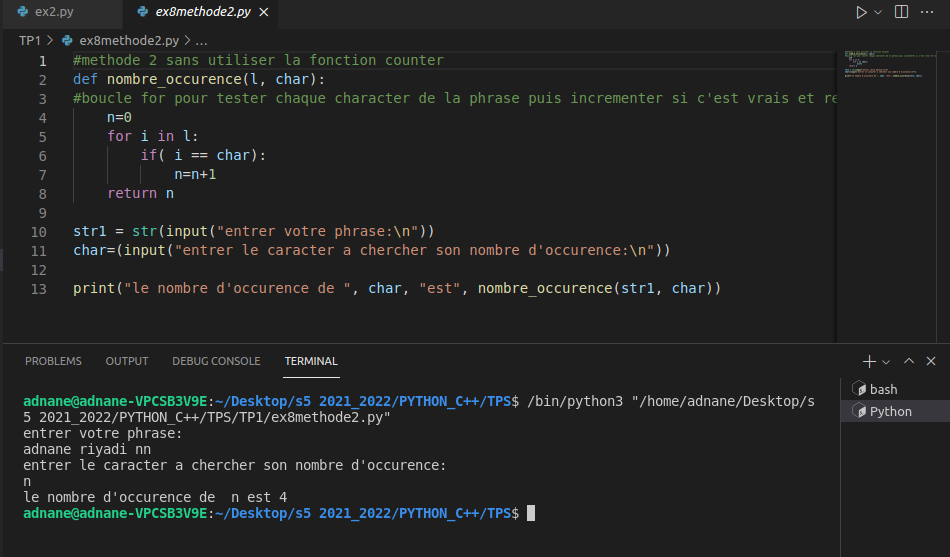 ex2.py
ex8methode2.py
TP1 > ex8methode2.py > ...
1 #methode 2 sans utiliser la fonction counter
2 def nombre_occurence(l, char):
3 #boucle for pour tester chaque character de la phrase puis incrementer si c'est vrais et re
4 n=0
5 for i in l:
6 if( i == char):
7 n=n+1
8 return n
9
10 str1 = str(input("entrer votre phrase:\n"))
11 char=(input("entrer le caracter a chercher son nombre d'occurence:\n"))
12
13 print("le nombre d'occurence de ", char, "est", nombre_occurence(str1, char))
PROBLEMS OUTPUT DEBUG CONSOLE TERMINAL
adnane@adnane-VPCSB3V9E:~/Desktop/s5 2021_2022/PYTHON_C++/TPS$ /bin/python3 "/home/adnane/Desktop/s
5 2021_2022/PYTHON_C++/TPS/TP1/ex8methode2.py"
entrer votre phrase:
adnane riyadi nn
entrer le caracter a chercher son nombre d'occurence:
n
le nombre d'occurence de  n est 4
adnane@adnane-VPCSB3V9E:~/Desktop/s5 2021_2022/PYTHON_C++/TPS$
bash
Python